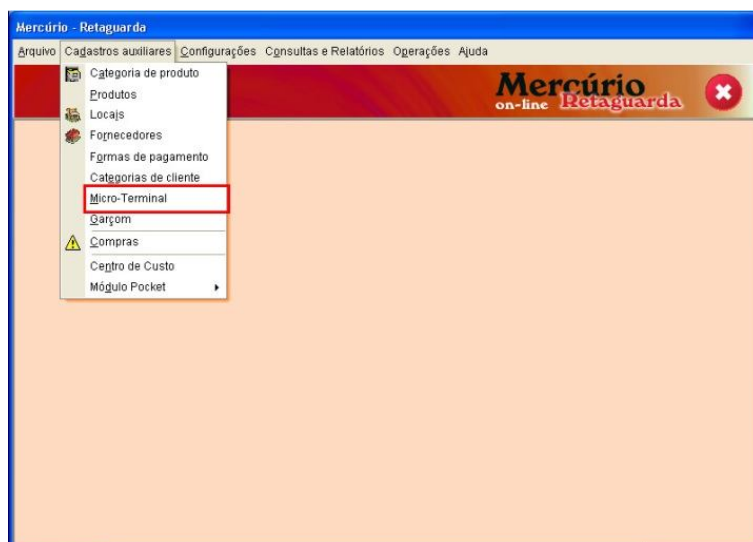 Mercúrio - Retaguarda
Arquivo Cadastros auxiliares Configurações Consultas e Relatórios Operações Ajuda
Mercúrio
on-line Retaguarda
Categoria de produto
Produtos
Locais
Fornecedores
Formas de pagamento
Categorias de cliente
Micro-Terminal
Garçom
Compras
Centro de Custo
Módulo Pocket